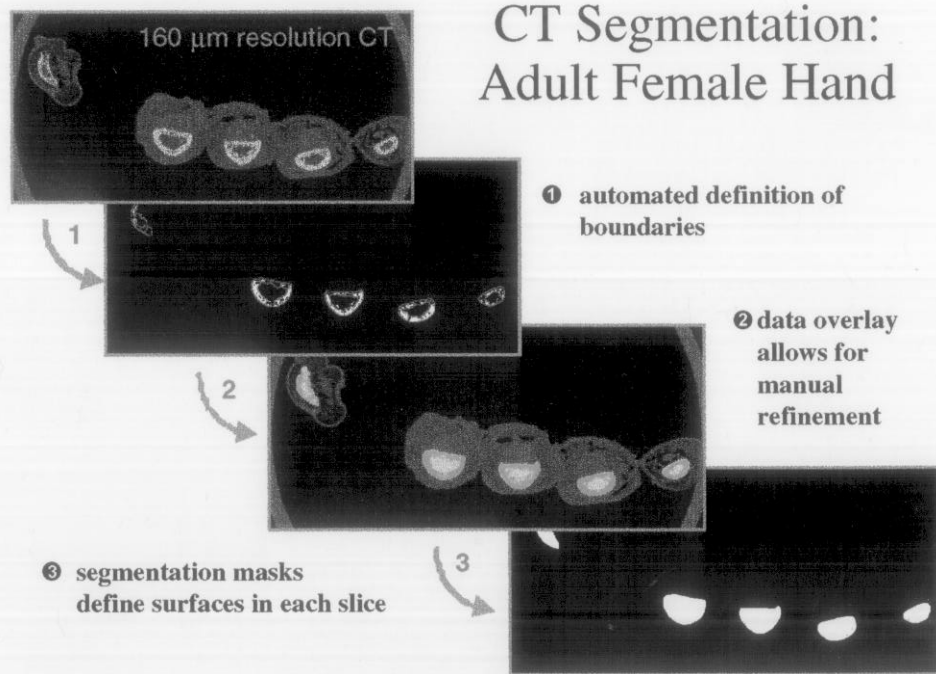 CT Segmentation:
Adult Female Hand
160 μm resolution CT
1
❶ automated definition of
boundaries
2
❷ data overlay
allows for
manual
refinement
3
❸ segmentation masks
define surfaces in each slice